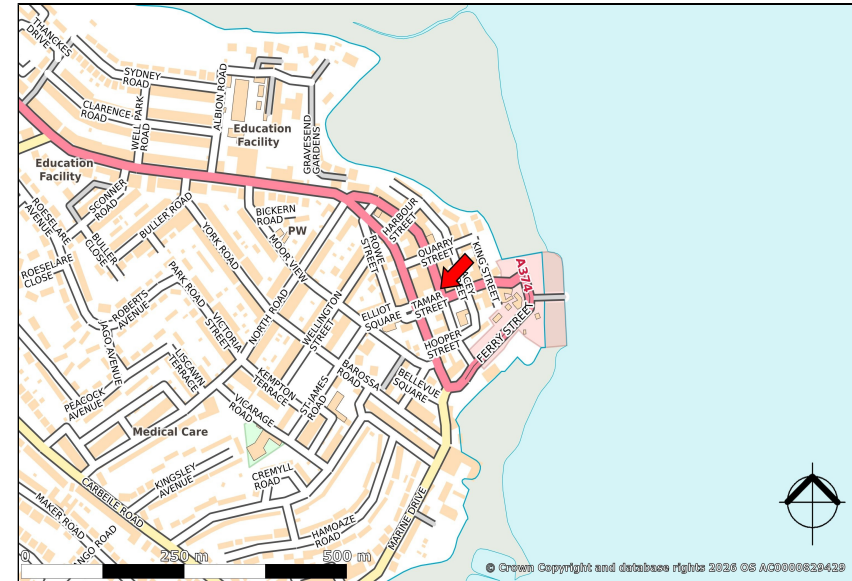 THANCKES
DRIVE
SYDNEY
ROAD
CLARENCE
ROAD
WELL PARK
ROAD
ALBION ROAD
Education
Facility
GRAVESEND
GARDENS
Education
Facility
SCONNER
ROAD
BULLER ROAD
BULLER
CLOSE
ROESELARE
AVENUE
ROESELARE
CLOSE
YORK ROAD
BICKERN
ROAD
PW
MOOR VIEW
ROWE
STREET
HARBOUR
STREET
QUARRY
STREET
KING STREET
A374
TAMAR
STREET
ELLIOT
SQUARE
HOOPER
STREET
FERRY STREET
PARK ROAD
ROBERTS
AVENUE
JAGO AVENUE
VICTORIA
STREET
NORTH ROAD
WELLINGTON
STREET
LISCAWN
TERRACE
KEMPTON
TERRACE
BAROSSA
ROAD
BELLEVUE
SQUARE
ST JAMES
ROAD
PEACOCK
AVENUE
VICARAGE
ROAD
Medical Care
KINGSLEY
AVENUE
CREMYLL
ROAD
CARBEILE ROAD
MAKER ROAD
HAMOAZE
ROAD
MARINE DRIVE
0
250 m
500 m
© Crown Copyright and database rights 2026 OS AC0000829429